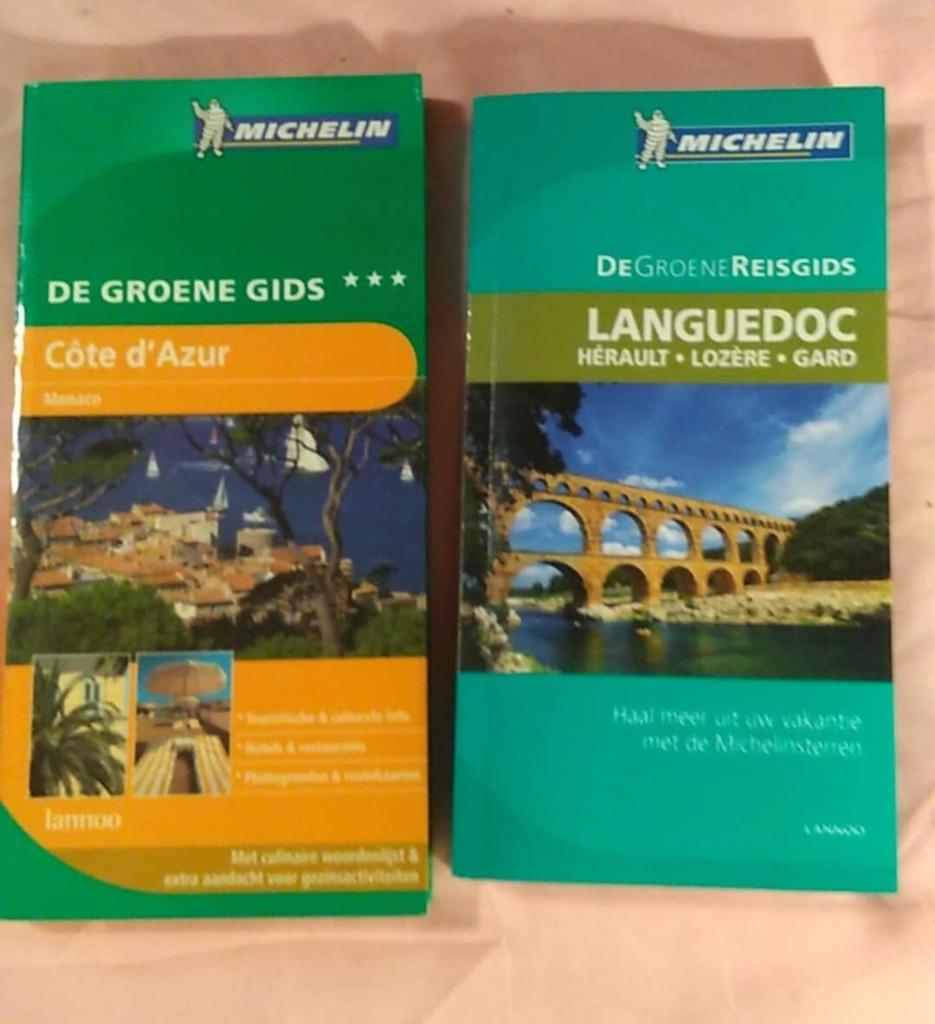 MICHELIN
DE GROENE GIDS ★★★
Côte d'Azur
Monaco
• Touristische & culturele info
• Hotels & restaurants
• Plattegronden & routekaarten
lannoo
Met culinaire woordenlijst &
extra aandacht voor gezinsactiviteiten
MICHELIN
DEGROENEREISGIDS
LANGUEDOC
HÉRAULT • LOZÈRE • GARD
Haal meer uit uw vakantie
met de Michelinsterren
LANNOO